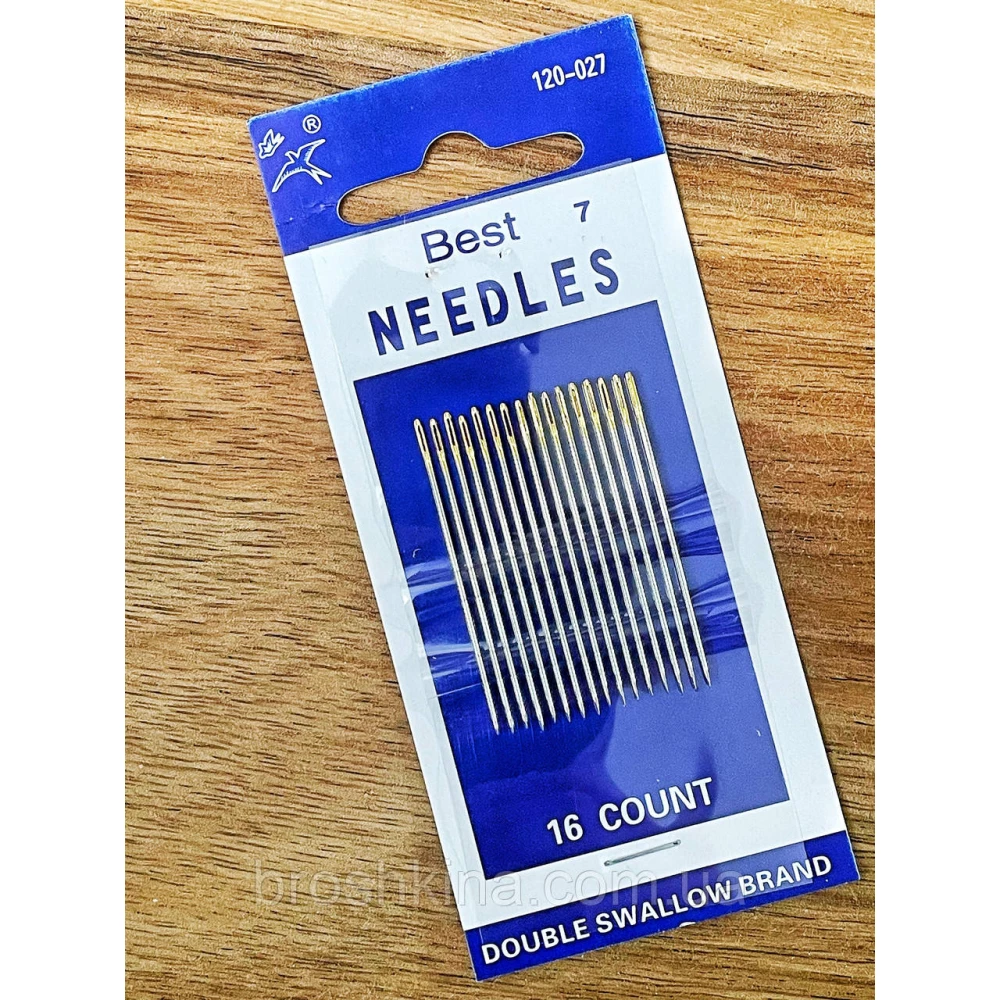 120-027
®
Best 7
NEEDLES
16 COUNT
broshkina.com.ua
DOUBLE SWALLOW BRAND